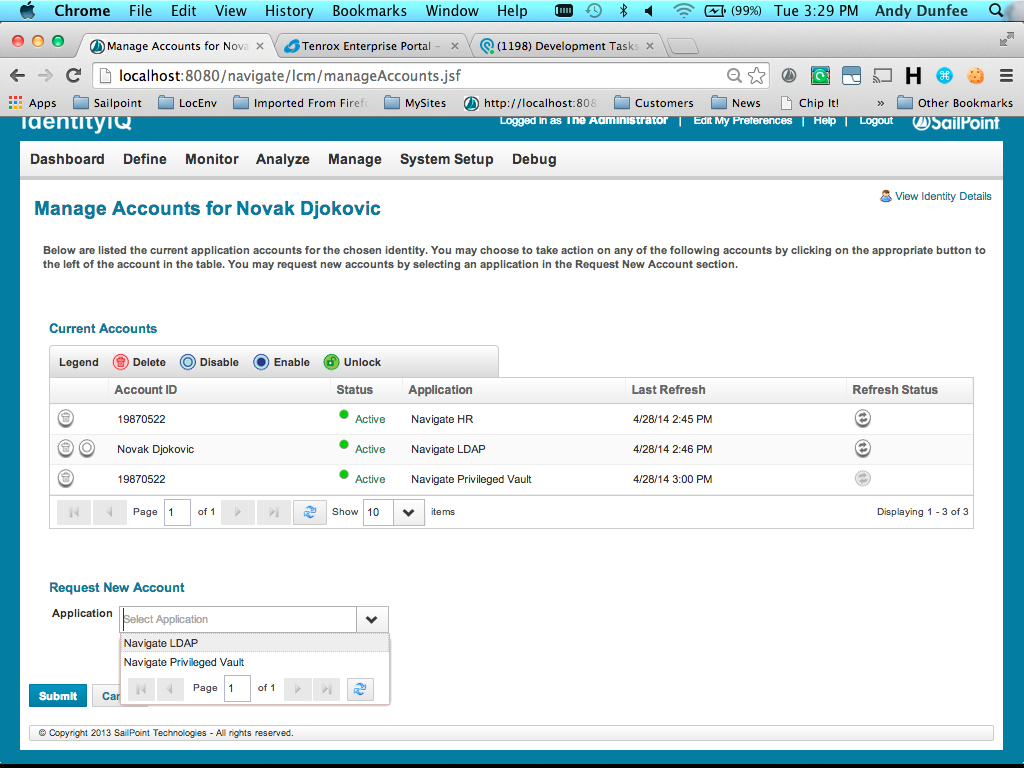 Chrome File Edit View History Bookmarks Window Help (99%) Tue 3:29 PM Andy Dunfee
Manage Accounts for Nova Tenrox Enterprise Portal – (1198) Development Tasks
localhost:8080/navigate/lcm/manageAccounts.jsf
Apps Sailpoint LocEnv Imported From Firef MySites http://localhost:808 Customers News Chip It! » Other Bookmarks
IdentityIQ Logged in as The Administrator | Edit My Preferences | Help | Logout SailPoint
Dashboard Define Monitor Analyze Manage System Setup Debug
View Identity Details
Manage Accounts for Novak Djokovic
Below are listed the current application accounts for the chosen identity. You may choose to take action on any of the following accounts by clicking on the appropriate button to
the left of the account in the table. You may request new accounts by selecting an application in the Request New Account section.
Current Accounts
Legend Delete Disable Enable Unlock
Account ID Status Application Last Refresh Refresh Status
19870522 Active Navigate HR 4/28/14 2:45 PM
Novak Djokovic Active Navigate LDAP 4/28/14 2:46 PM
19870522 Active Navigate Privileged Vault 4/28/14 3:00 PM
Page 1 of 1 Show 10 items Displaying 1 - 3 of 3
Request New Account
Application Select Application
Navigate LDAP
Navigate Privileged Vault
Page 1 of 1
Submit Can
© Copyright 2013 SailPoint Technologies - All rights reserved.